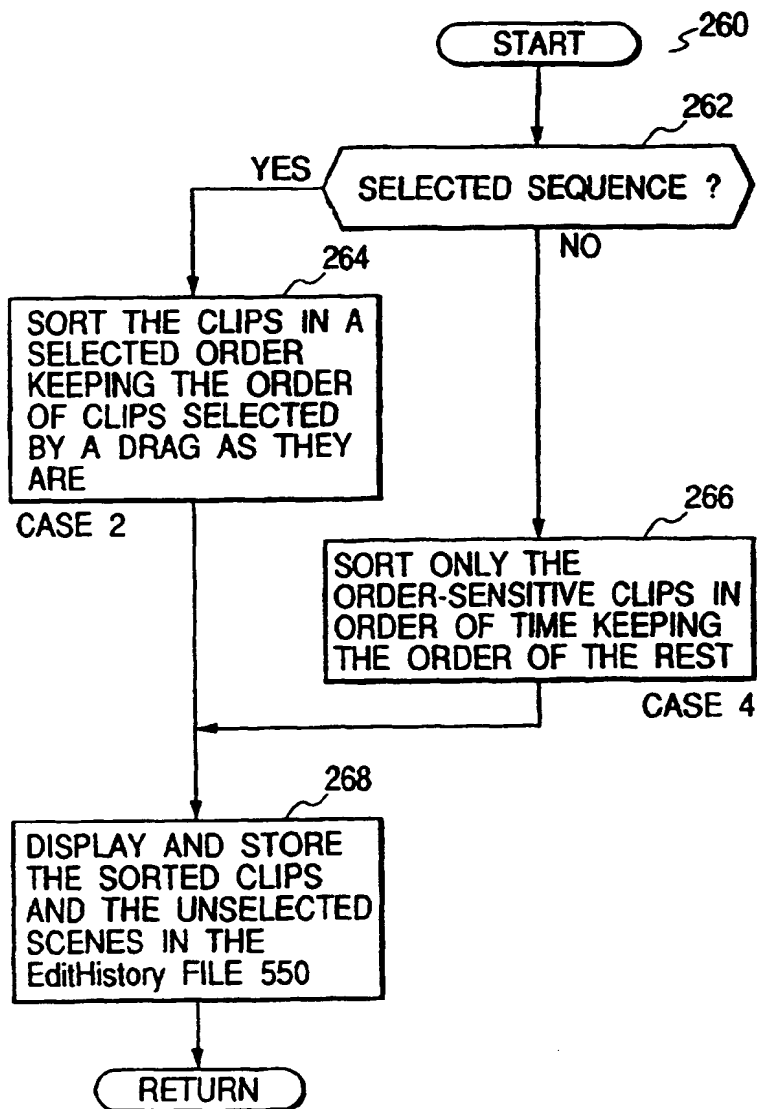 START
260
262
YES
SELECTED SEQUENCE ?
NO
264
SORT THE CLIPS IN A
SELECTED ORDER
KEEPING THE ORDER
OF CLIPS SELECTED
BY A DRAG AS THEY
ARE
CASE 2
266
SORT ONLY THE
ORDER-SENSITIVE CLIPS IN
ORDER OF TIME KEEPING
THE ORDER OF THE REST
CASE 4
268
DISPLAY AND STORE
THE SORTED CLIPS
AND THE UNSELECTED
SCENES IN THE
EditHistory FILE 550
RETURN